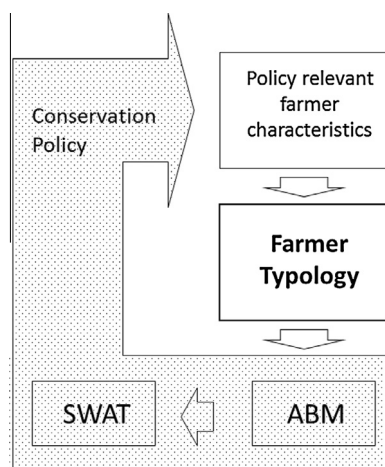 Conservation
Policy
Policy relevant
farmer
characteristics
Farmer
Typology
SWAT
ABM